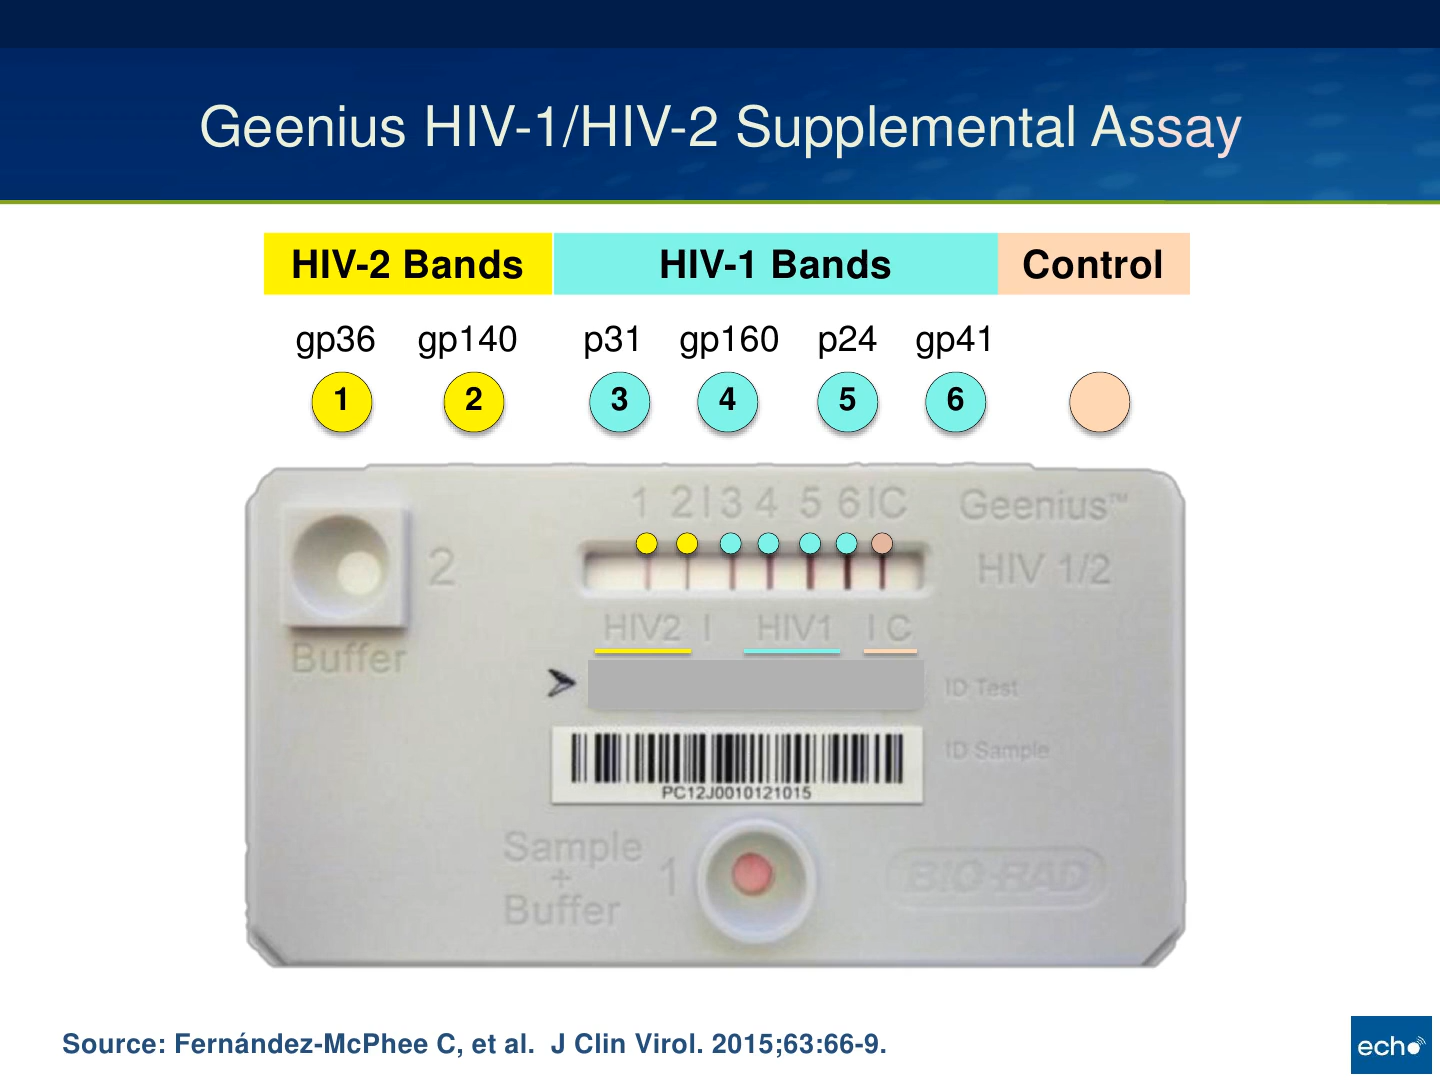 Geenius HIV-1/HIV-2 Supplemental Assay
HIV-2 Bands HIV-1 Bands Control
gp36 gp140 p31 gp160 p24 gp41
1 2 3 4 5 6
1 2 I 3 4 5 6 I C Geenius™
2 HIV 1/2
HIV2 I HIV1 I C
Buffer
ID Test
ID Sample
PC12J0010121015
Sample
+
Buffer
1
BIO-RAD
Source: Fernández-McPhee C, et al. J Clin Virol. 2015;63:66-9.
echo